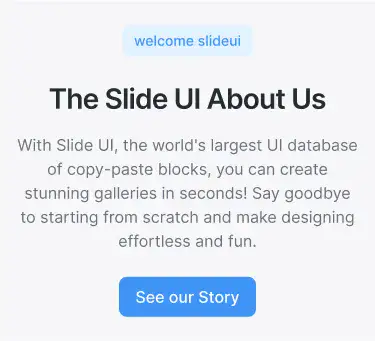 welcome slideui
The Slide UI About Us
With Slide UI, the world's largest UI database
of copy-paste blocks, you can create
stunning galleries in seconds! Say goodbye
to starting from scratch and make designing
effortless and fun.
See our Story